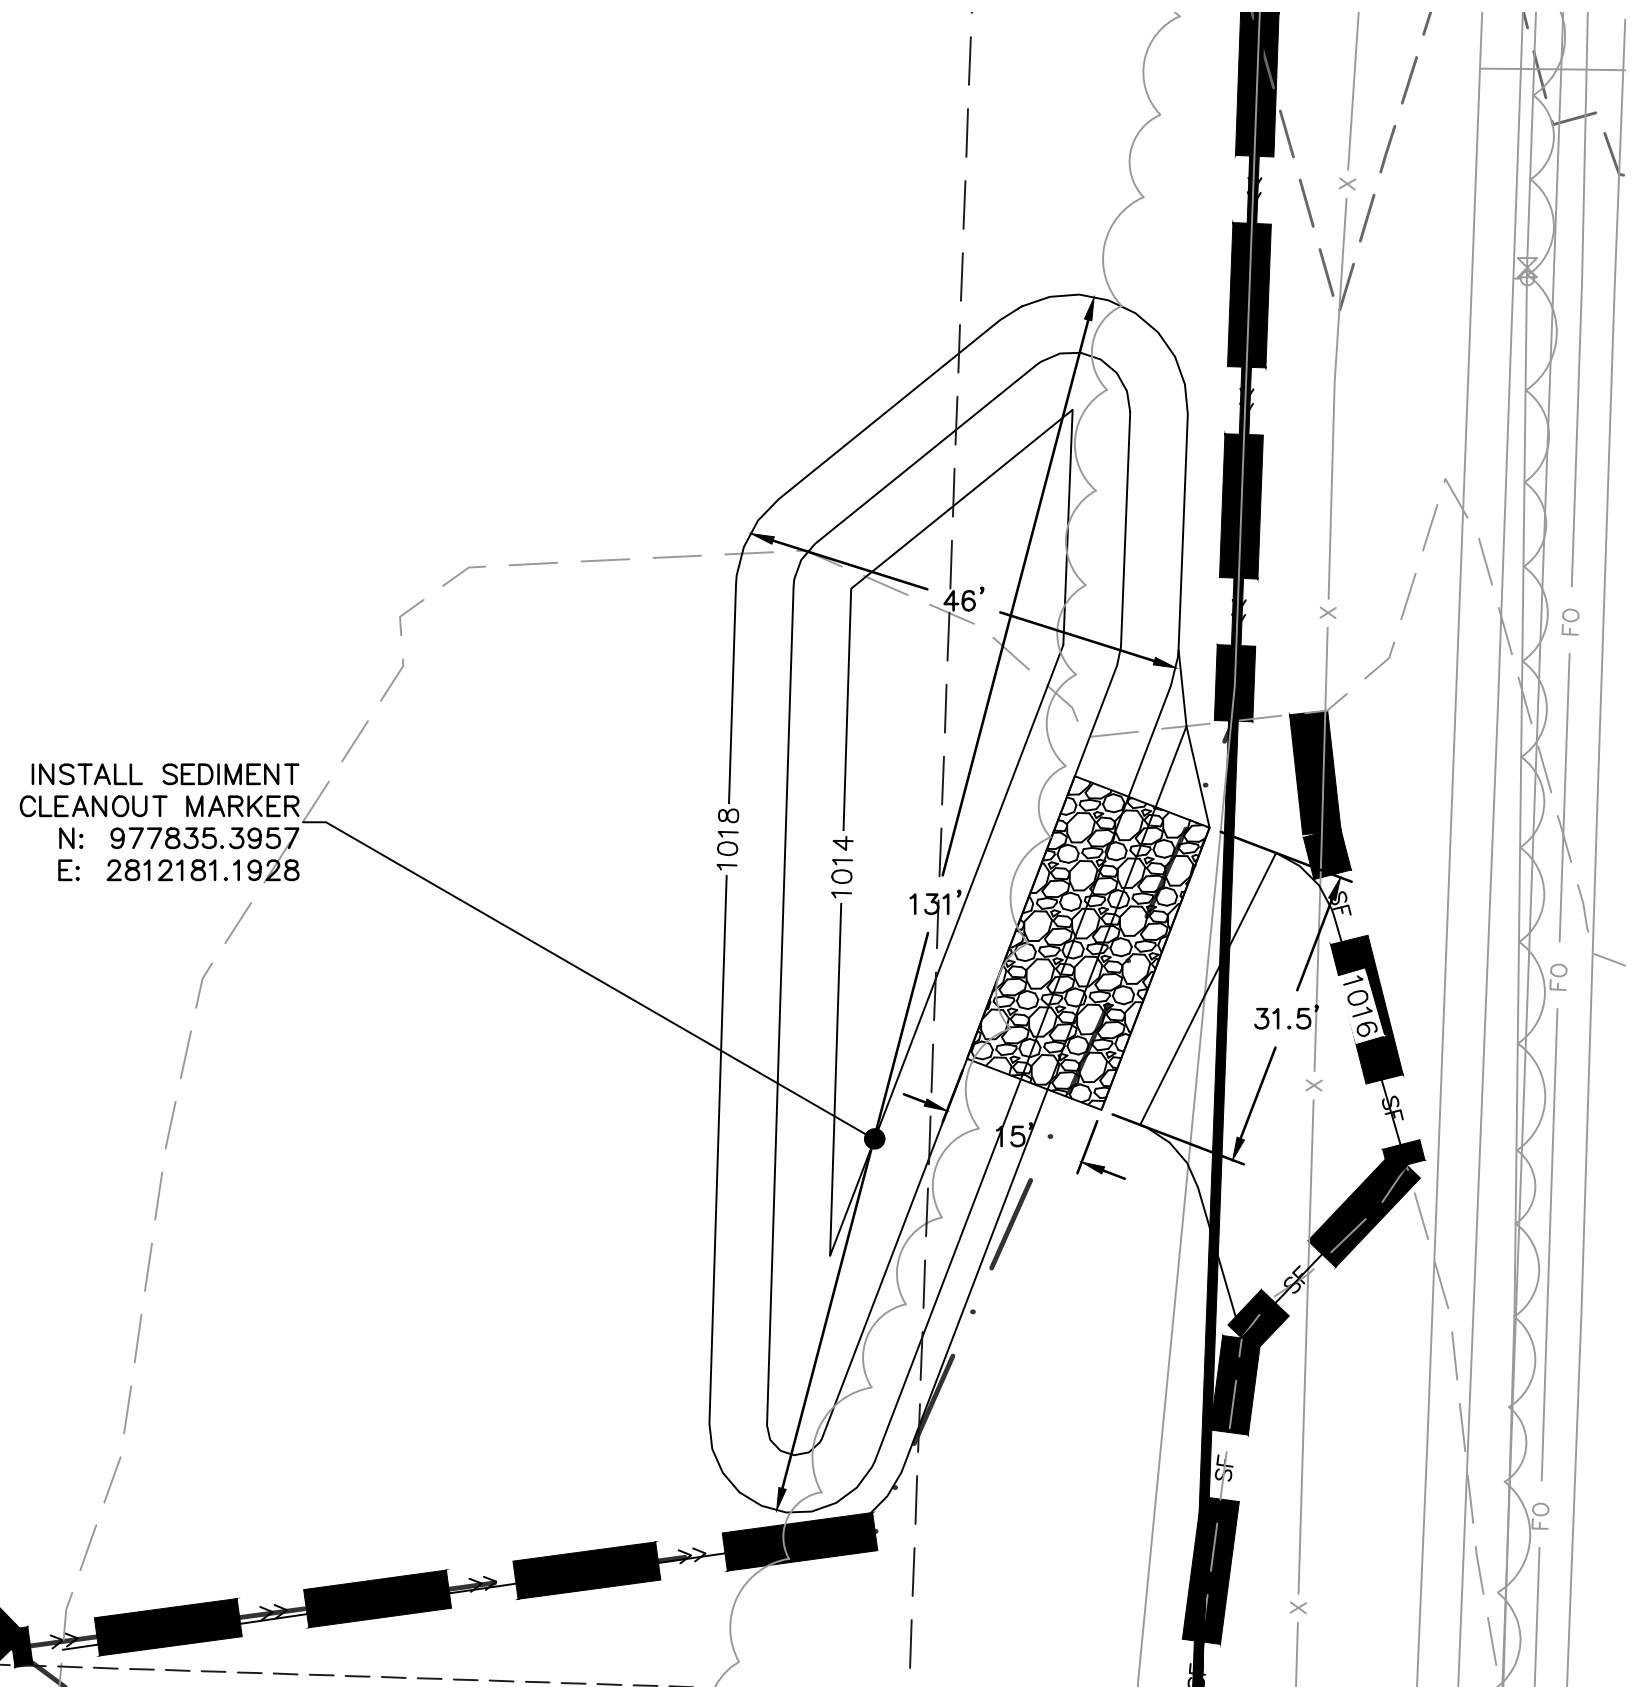 X
46'
X
FO
INSTALL SEDIMENT
CLEANOUT MARKER
N: 977835.3957
E: 2812181.1928
1018
1014
131'
SF
FO
1016
31.5'
X
SF
15'
SF
SF
FO
X
SF